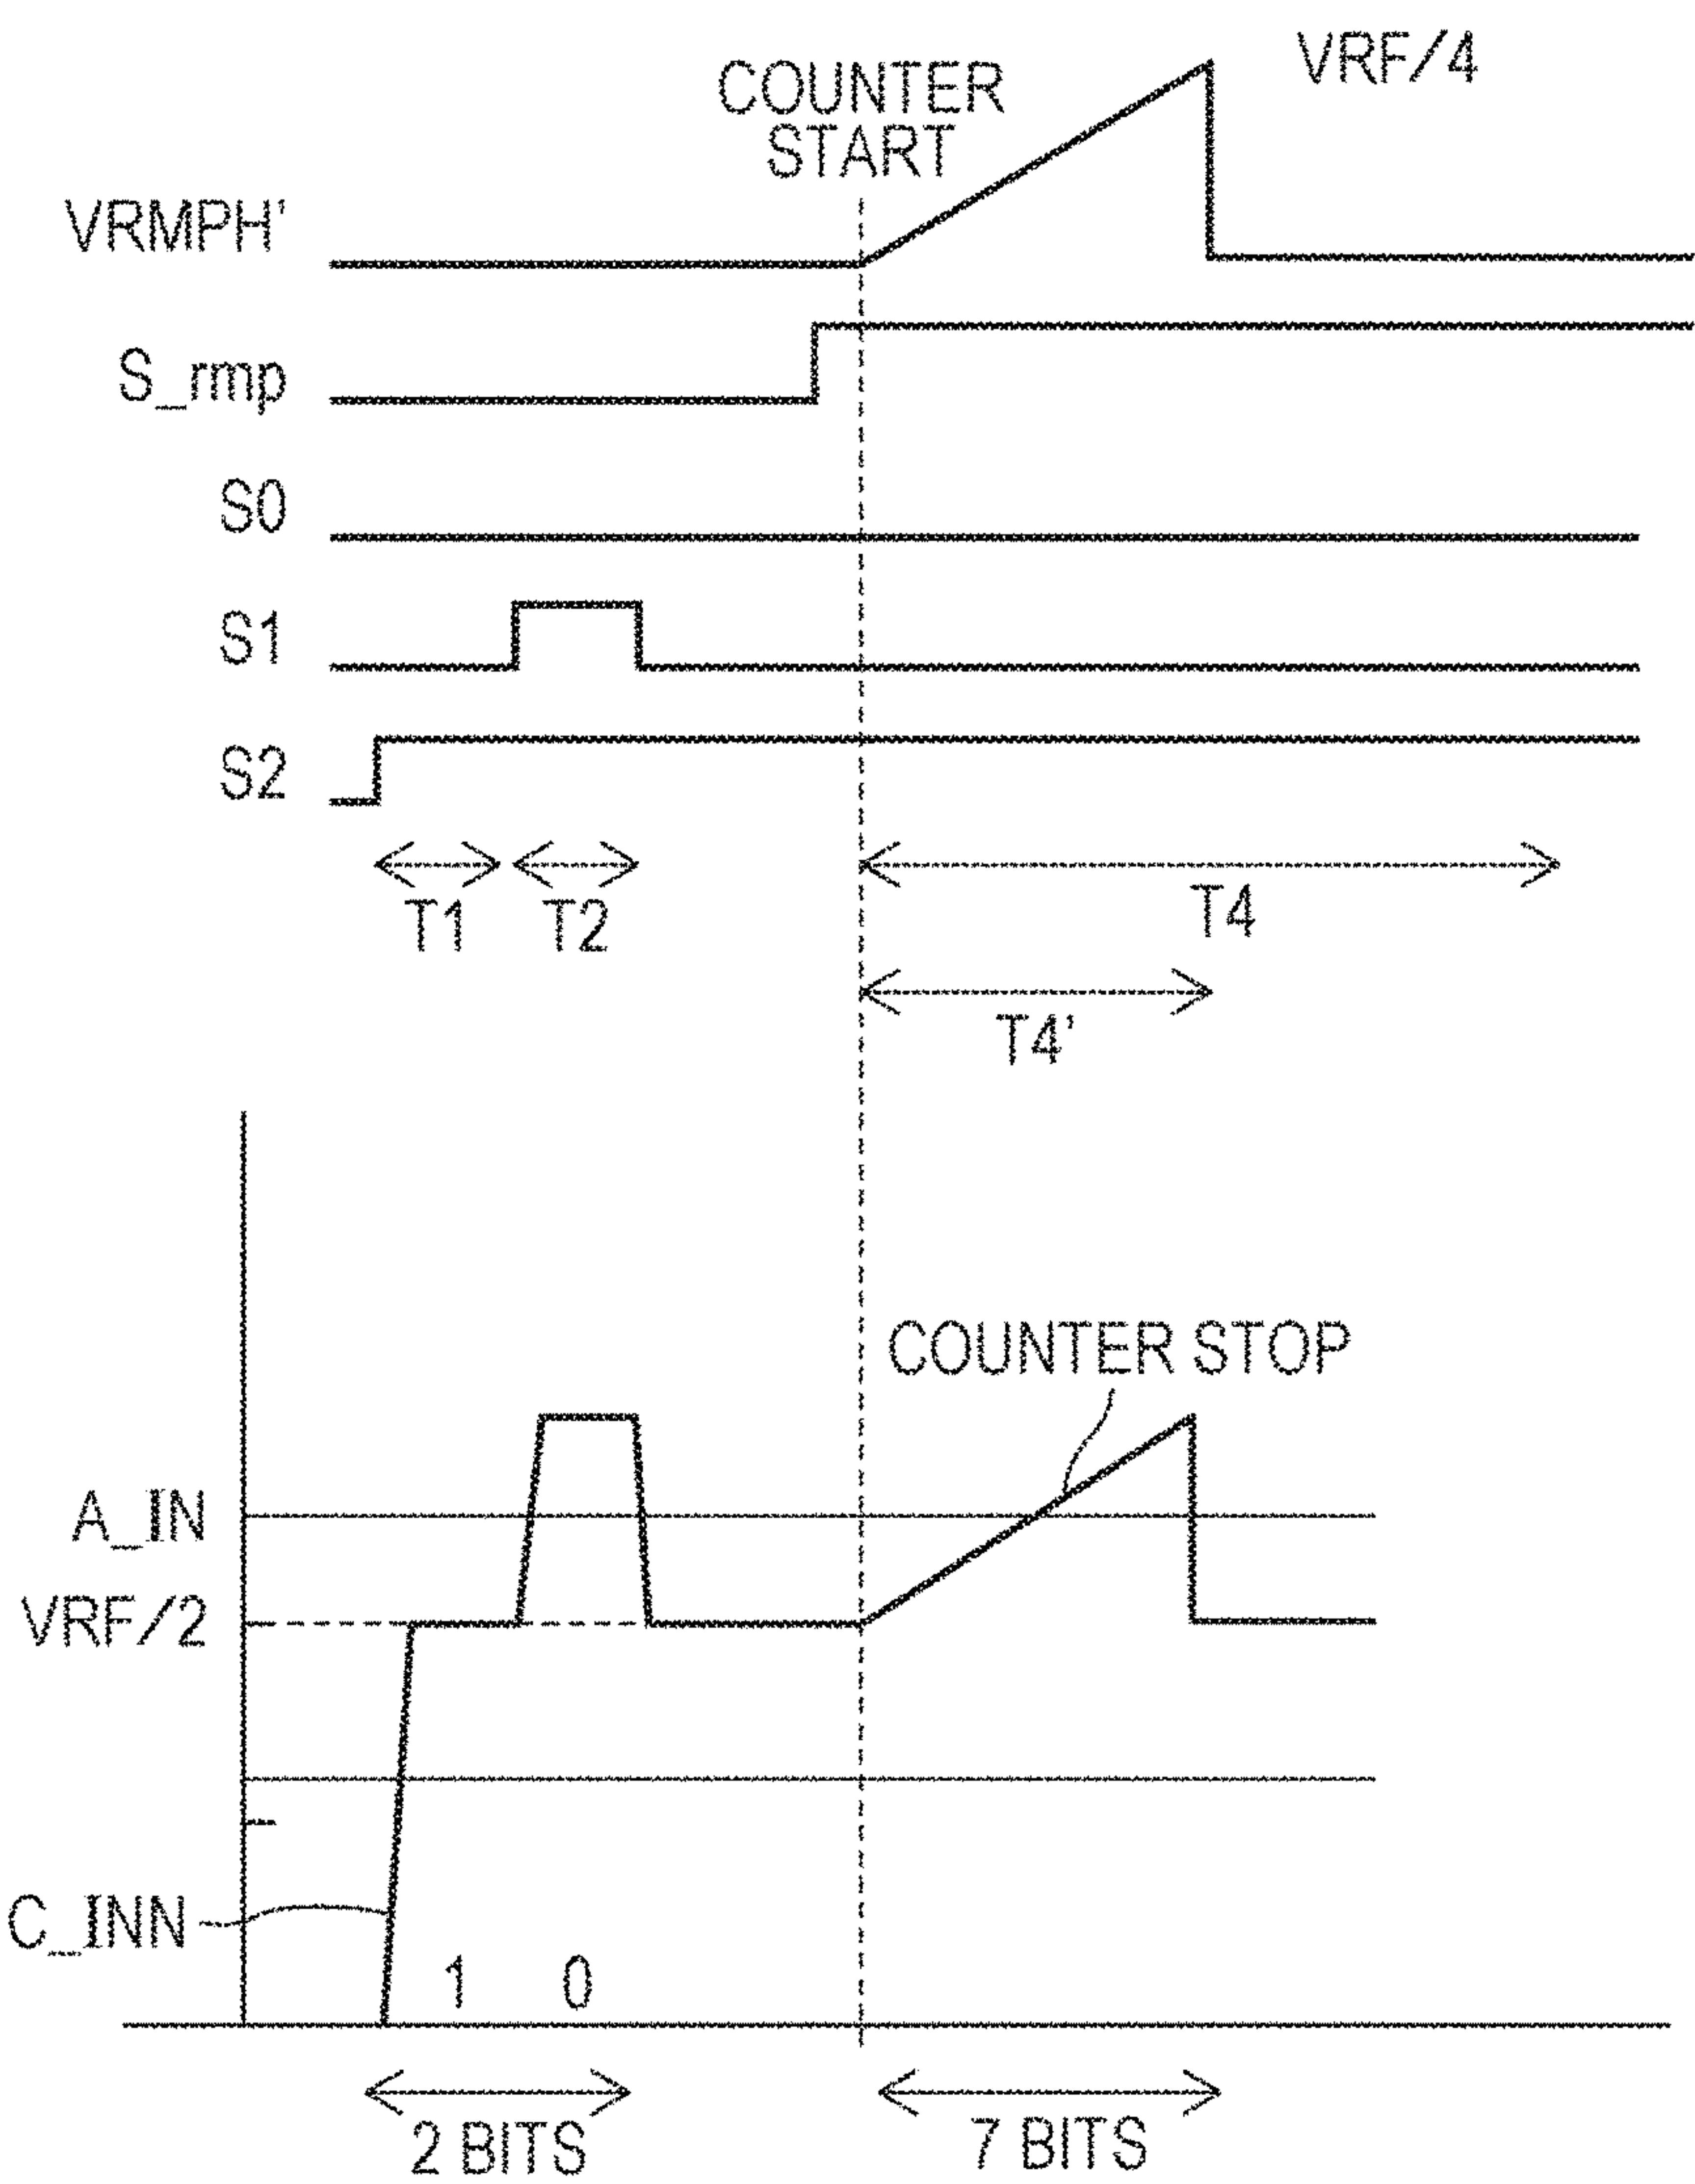 VRF/4
COUNTER
START
VRMPH'
S_rmp
S0
S1
S2
T1
T2
T4
T4'
COUNTER STOP
A_IN
VRF/2
C_INN
1
0
2 BITS
7 BITS